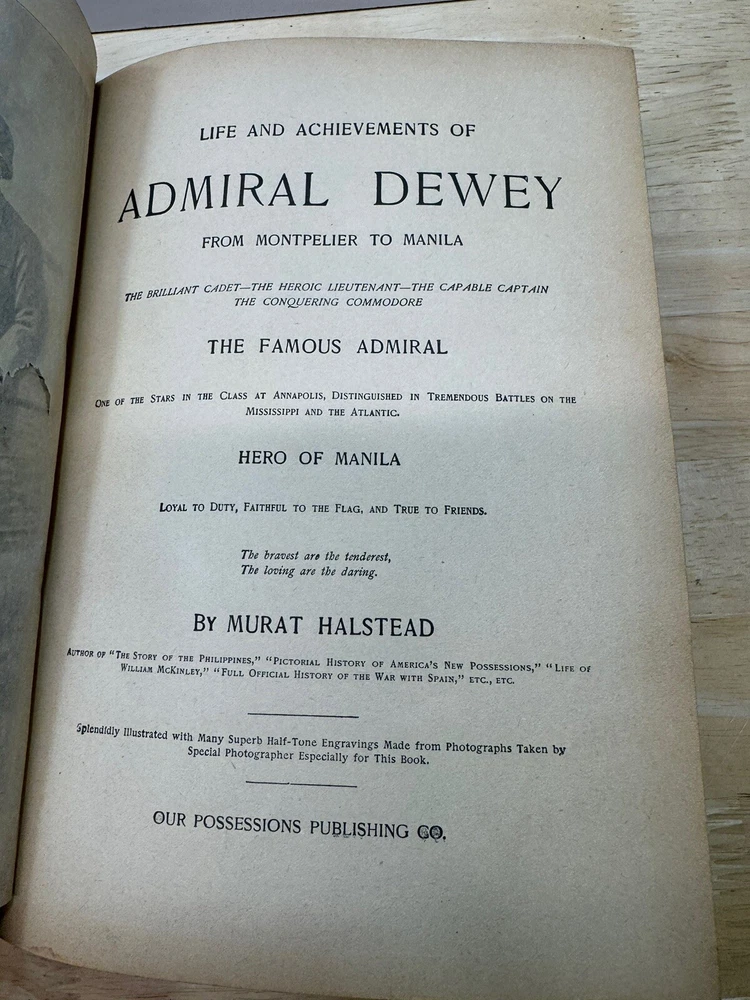 LIFE AND ACHIEVEMENTS OF
ADMIRAL DEWEY
FROM MONTPELIER TO MANILA
THE BRILLIANT CADET—THE HEROIC LIEUTENANT—THE CAPABLE CAPTAIN
THE CONQUERING COMMODORE
THE FAMOUS ADMIRAL
One of the Stars in the Class at Annapolis, Distinguished in Tremendous Battles on the
Mississippi and the Atlantic.
HERO OF MANILA
Loyal to Duty, Faithful to the Flag, and True to Friends.
The bravest are the tenderest,
The loving are the daring.
By MURAT HALSTEAD
Author of "The Story of the Philippines," "Pictorial History of America's New Possessions," "Life of
William McKinley," "Full Official History of the War with Spain," etc., etc.
Splendidly Illustrated with Many Superb Half-Tone Engravings Made from Photographs Taken by
Special Photographer Especially for This Book.
OUR POSSESSIONS PUBLISHING CO.